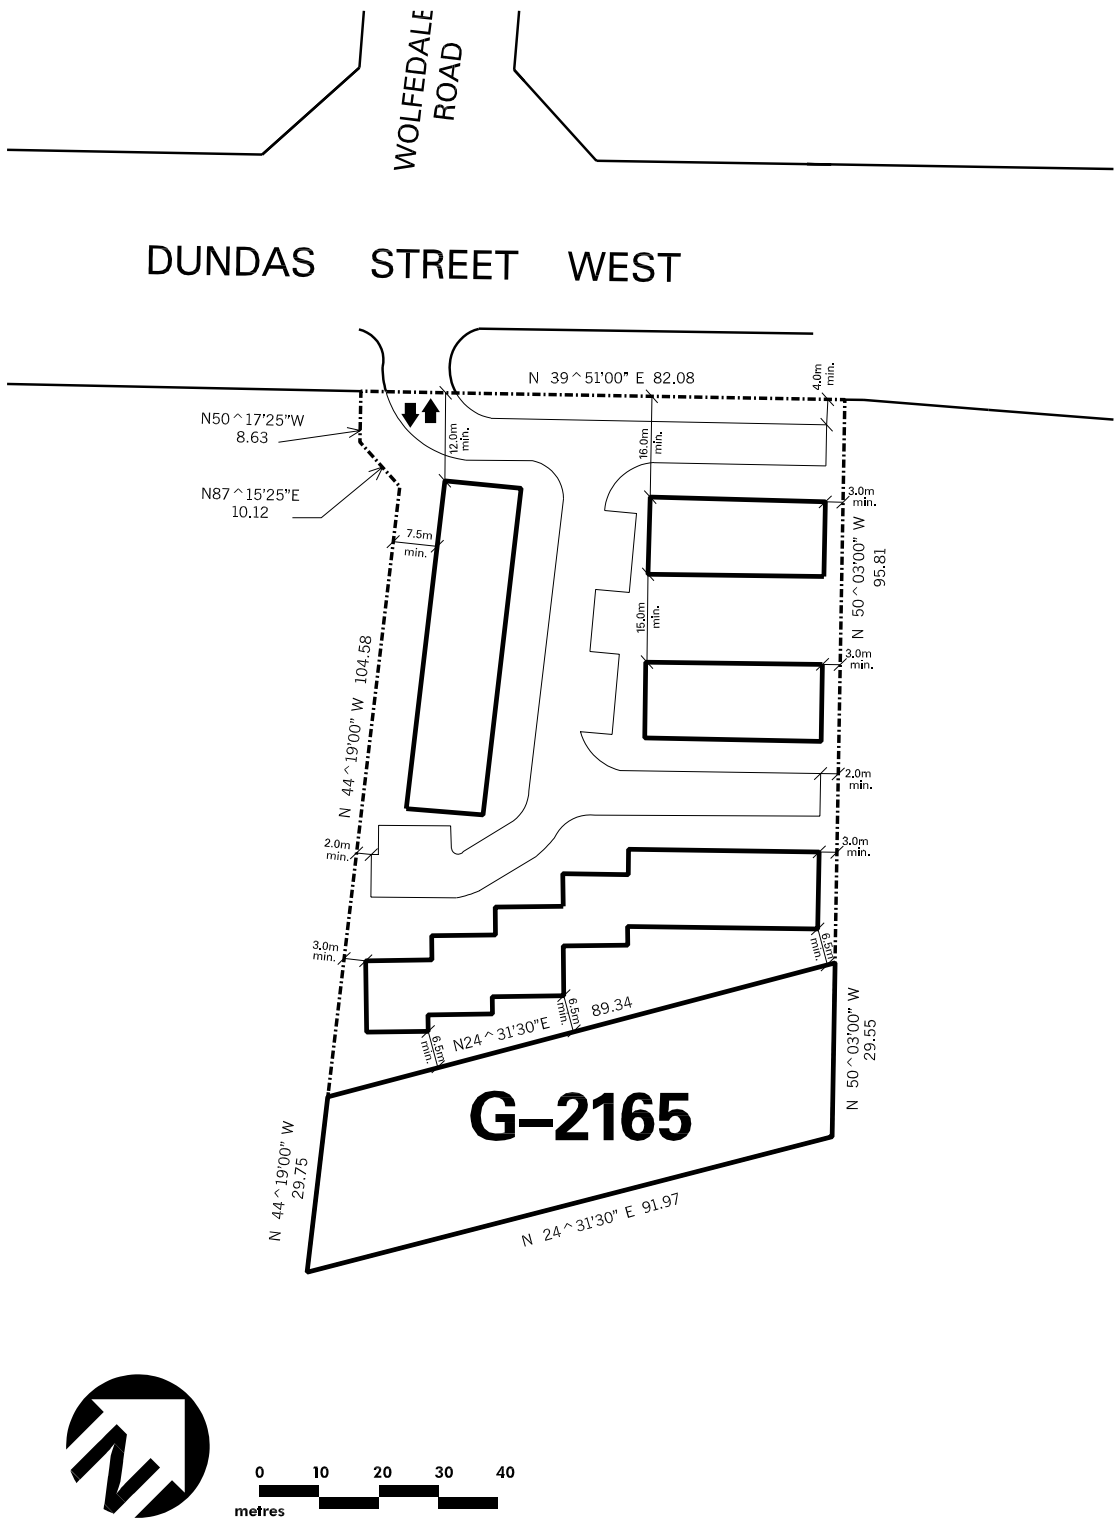 WOLFEDALE
ROAD
DUNDAS STREET WEST
N 39^51'00" E 82.08
4.0m
min.
N50^17'25"W
8.63
12.0m
min.
16.0m
min.
N87^15'25"E
10.12
3.0m
min.
7.5m
min.
N 50^03'00" W
95.81
15.0m
min.
3.0m
min.
N 44^19'00" W 104.58
2.0m
min.
2.0m
min.
3.0m
min.
3.0m
min.
6.5m
min.
6.5m
min.
6.5m
min.
N24^31'30"E 89.34
G–2165
N 50^03'00" W
29.55
N 44^19'00" W
29.75
N 24^31'30" E 91.97
N
0 10 20 30 40
metres